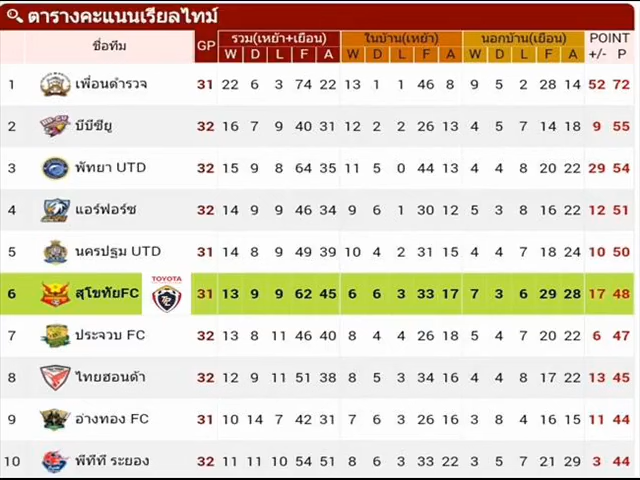 ตารางคะแนนเรียลไทม์
ชื่อทีม GP รวม(เหย้า+เยือน) ในบ้าน(เหย้า) นอกบ้าน(เยือน) POINT
W D L F A W D L F A W D L F A +/- P
1 เพื่อนตำรวจ 31 22 6 3 74 22 13 1 1 46 8 9 5 2 28 14 52 72
2 บีบีซียู 32 16 7 9 40 31 12 2 2 26 13 4 5 7 14 18 9 55
3 พัทยา UTD 32 15 9 8 64 35 11 5 0 44 13 4 4 8 20 22 29 54
4 แอร์ฟอร์ซ 32 14 9 9 46 34 9 6 1 30 12 5 3 8 16 22 12 51
5 นครปฐม UTD 31 14 8 9 49 39 10 4 2 31 15 4 4 7 18 24 10 50
TOYOTA
6 สุโขทัยFC 31 13 9 9 62 45 6 6 3 33 17 7 3 6 29 28 17 48
7 ประจวบ FC 32 13 8 11 46 40 8 4 4 26 18 5 4 7 20 22 6 47
8 ไทยฮอนด้า 32 12 9 11 51 38 8 5 3 34 16 4 4 8 17 22 13 45
9 อ่างทอง FC 31 10 14 7 42 31 7 6 3 26 16 3 8 4 16 15 11 44
10 พีทีที ระยอง 32 11 11 10 54 51 8 6 3 33 22 3 5 7 21 29 3 44